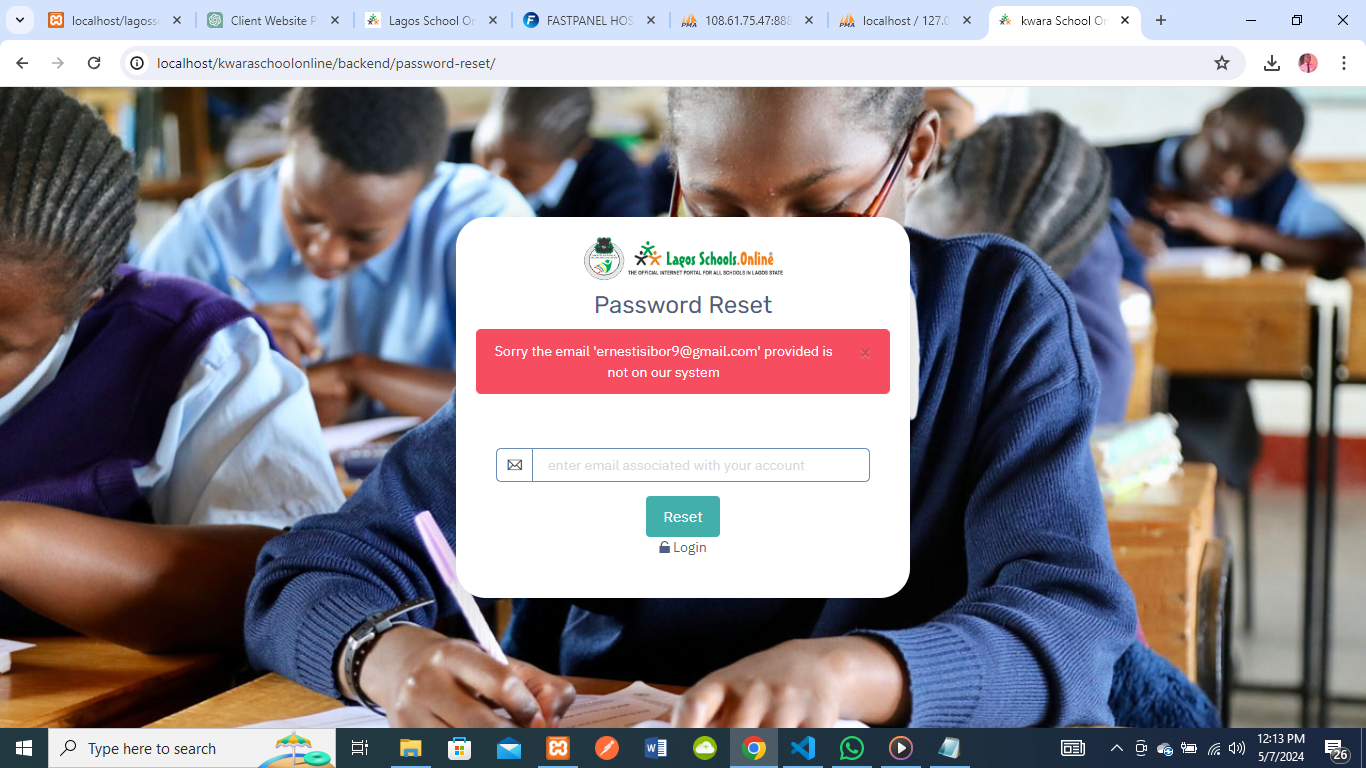 localhost/lagoss
Client Website P
Lagos School On
FASTPANEL HOS
108.61.75.47:888
localhost / 127.0
kwara School On
localhost/kwaraschoolonline/backend/password-reset/
Lagos Schools.Online
THE OFFICIAL INTERNET PORTAL FOR ALL SCHOOLS IN LAGOS STATE
Password Reset
Sorry the email 'ernestisibor9@gmail.com' provided is
not on our system
enter email associated with your account
Reset
Login
Type here to search
12:13 PM
5/7/2024
26